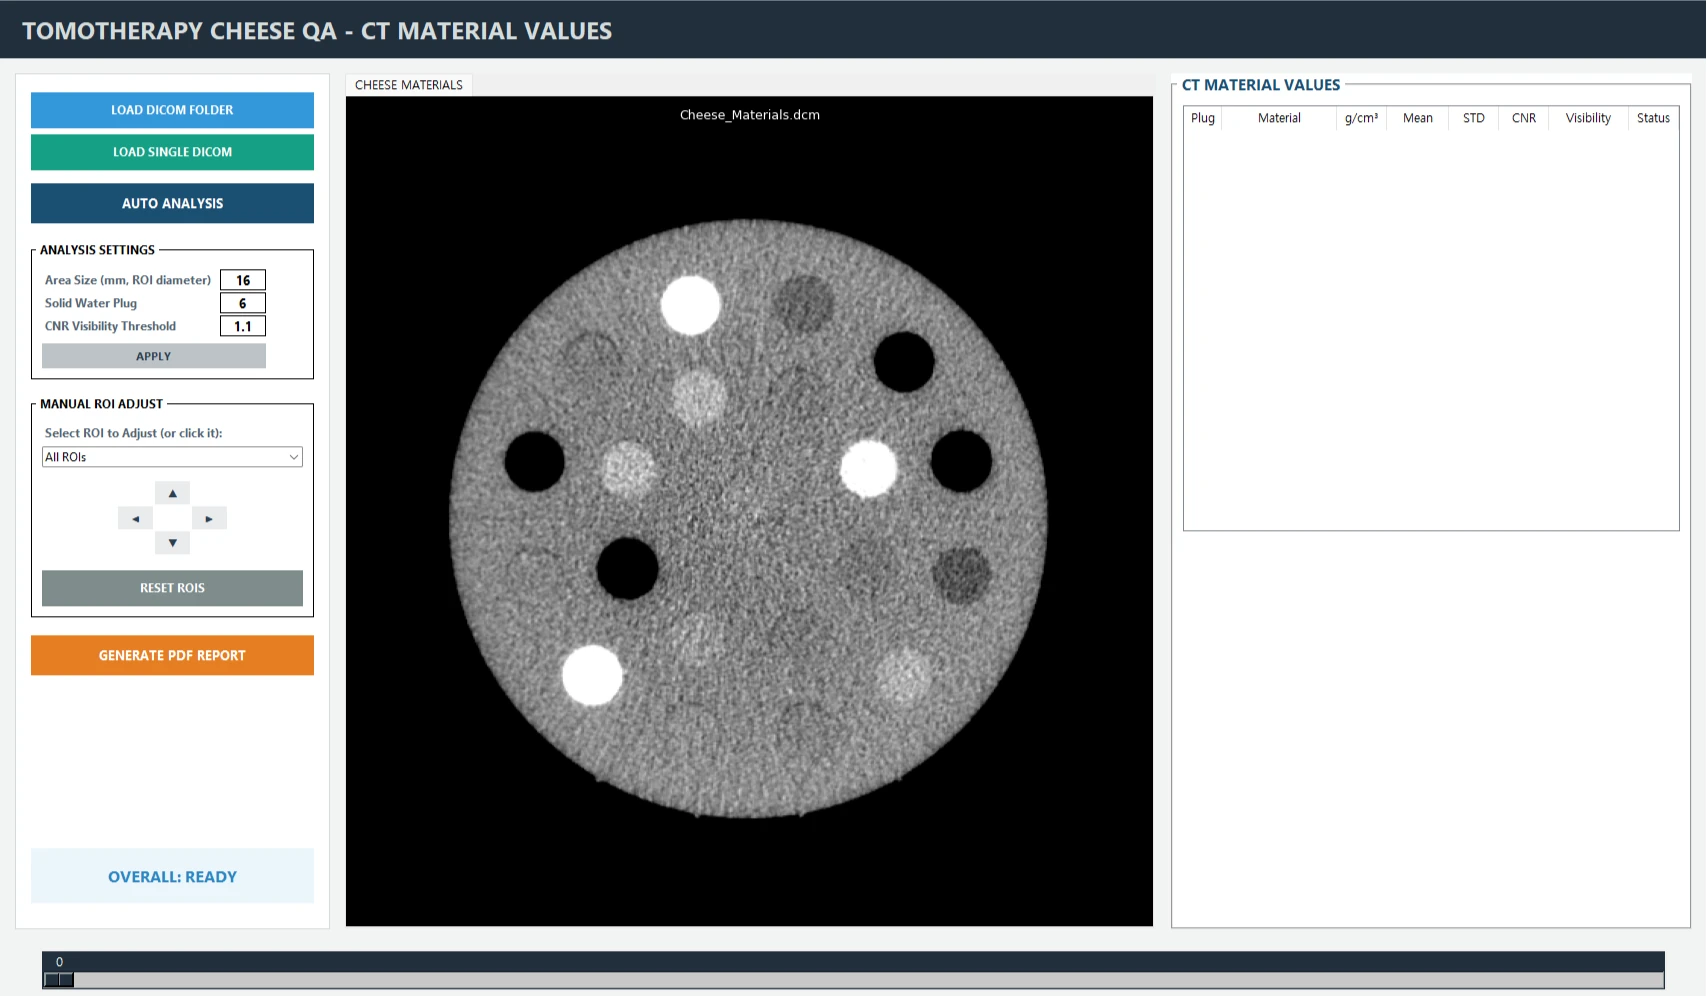 TOMOTHERAPY CHEESE QA - CT MATERIAL VALUES
LOAD DICOM FOLDER
LOAD SINGLE DICOM
AUTO ANALYSIS
ANALYSIS SETTINGS
Area Size (mm, ROI diameter) 16
Solid Water Plug 6
CNR Visibility Threshold 1.1
APPLY
MANUAL ROI ADJUST
Select ROI to Adjust (or click it):
All ROIs
RESET ROIS
GENERATE PDF REPORT
OVERALL: READY
CHEESE MATERIALS
Cheese_Materials.dcm
CT MATERIAL VALUES
Plug Material g/cm³ Mean STD CNR Visibility Status
0